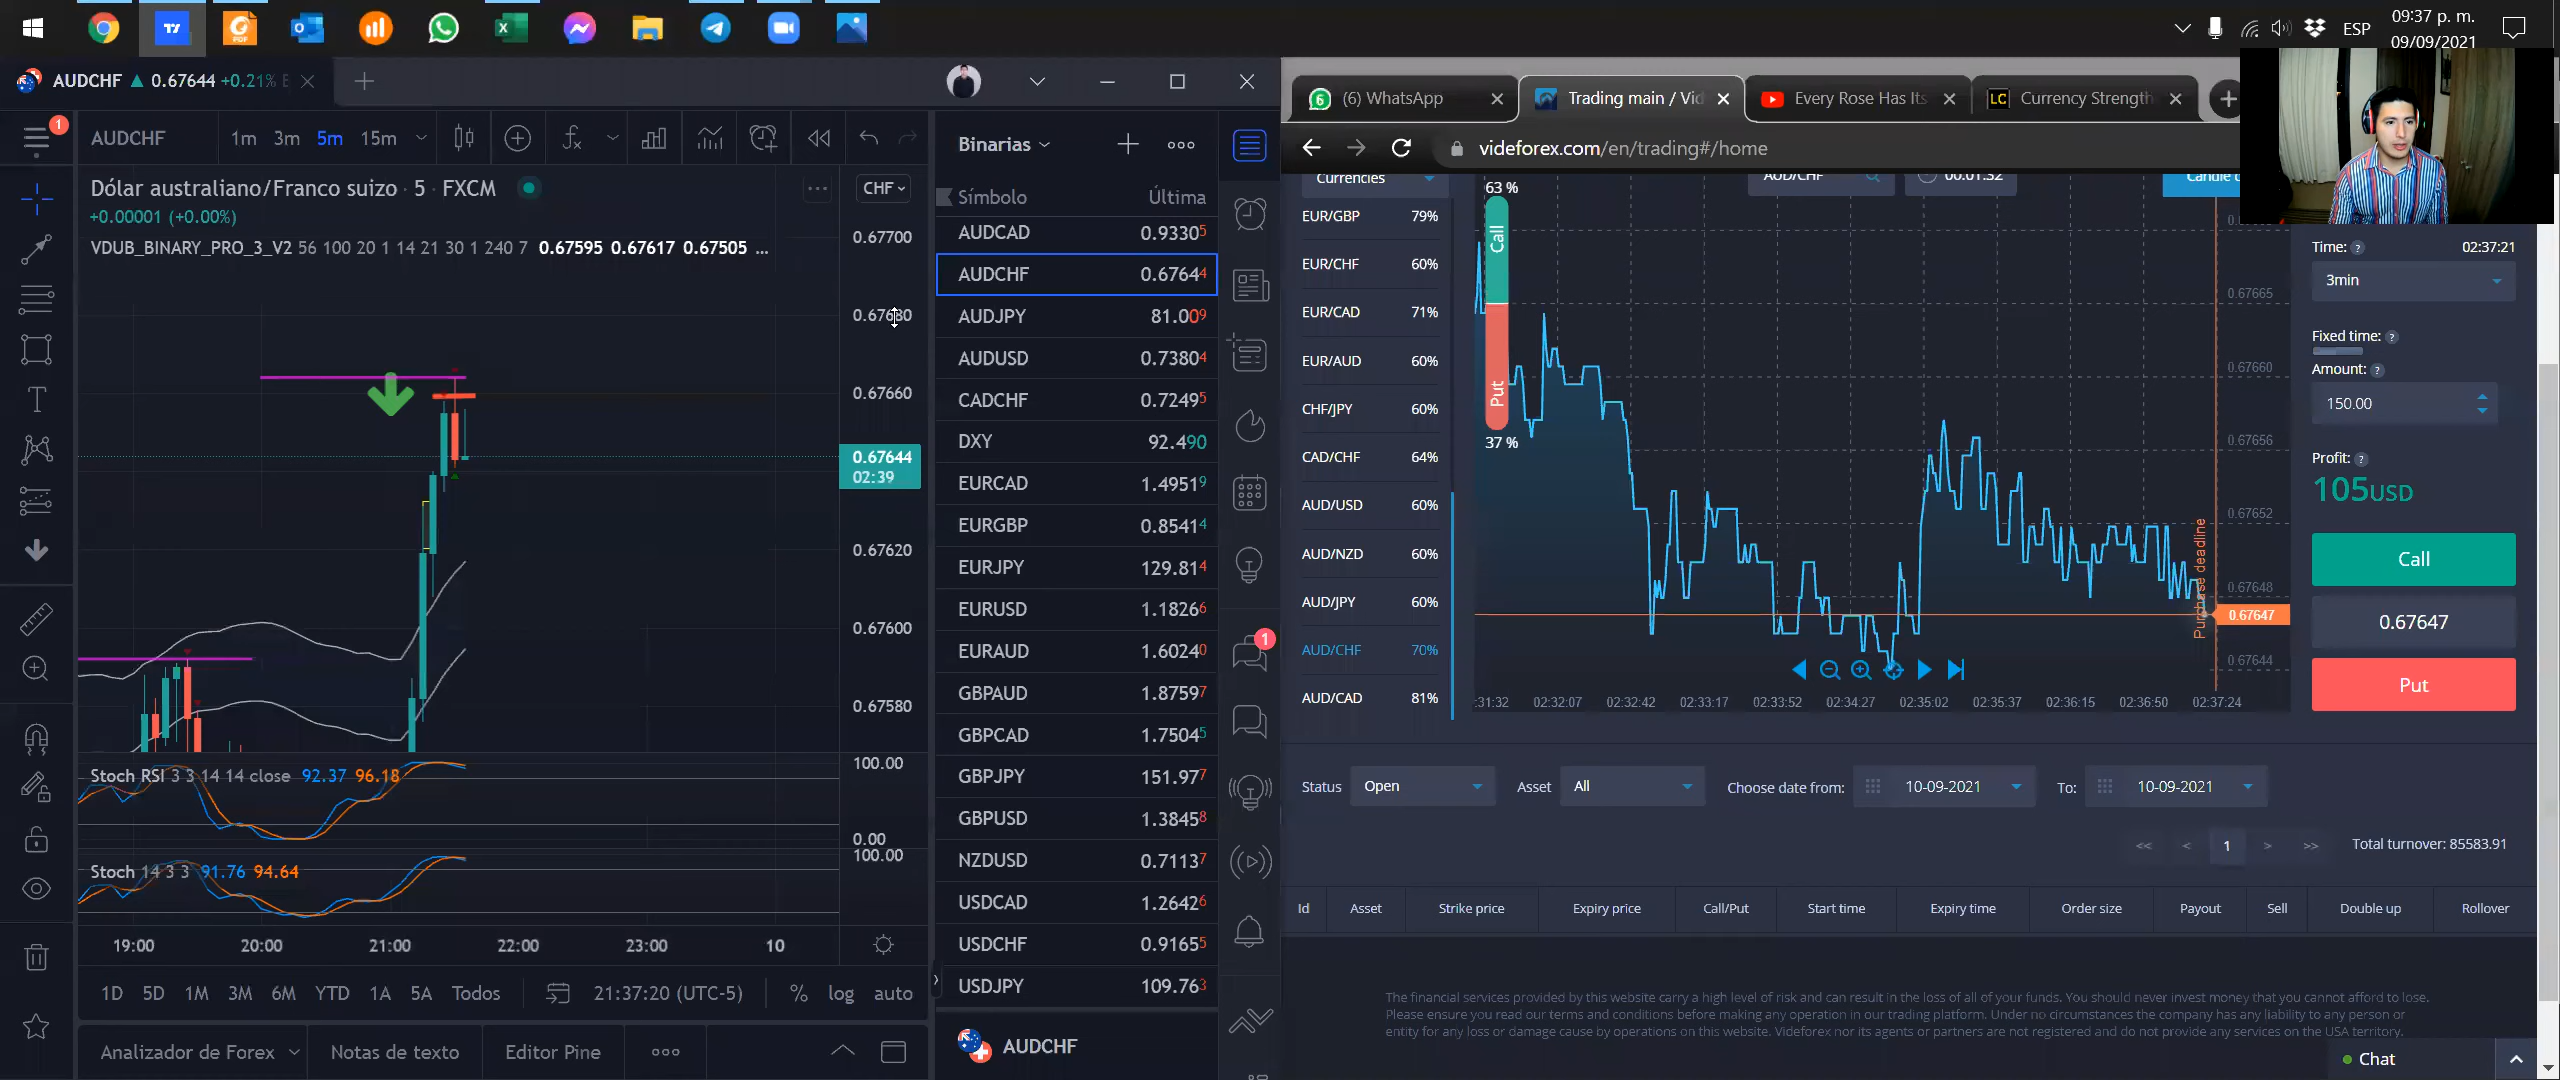 09:37 p. m.
ESP
09/09/2021
AUDCHF ▲ 0.67644 +0.21%
(6) WhatsApp
Trading main / Vid
Every Rose Has Its
LC Currency Strength
videforex.com/en/trading#/home
1
AUDCHF
1m 3m 5m 15m
Dólar australiano/Franco suizo · 5 · FXCM
CHF
+0.00001 (+0.00%)
VDUB_BINARY_PRO_3_V2 56 100 20 1 14 21 30 1 240 7 0.67595 0.67617 0.67505 ...
0.67700
0.67680
0.67660
0.67644
02:39
0.67620
0.67600
0.67580
Stoch RSI 3 3 14 14 close 92.37 96.18
100.00
0.00
Stoch 14 3 3 91.76 94.64
100.00
19:00 20:00 21:00 22:00 23:00 10
1D 5D 1M 3M 6M YTD 1A 5A Todos
21:37:20 (UTC-5)
% log auto
Analizador de Forex
Notas de texto
Editor Pine
Binarias
Símbolo Última
AUDCAD 0.93305
AUDCHF 0.67644
AUDJPY 81.009
AUDUSD 0.73804
CADCHF 0.72495
DXY 92.490
EURCAD 1.49519
EURGBP 0.85414
EURJPY 129.814
EURUSD 1.18266
EURAUD 1.60240
GBPAUD 1.87597
GBPCAD 1.75045
GBPJPY 151.977
GBPUSD 1.38458
NZDUSD 0.71137
USDCAD 1.26426
USDCHF 0.91655
USDJPY 109.763
AUDCHF
1
Currencies
EUR/GBP 79%
EUR/CHF 60%
EUR/CAD 71%
EUR/AUD 60%
CHF/JPY 60%
CAD/CHF 64%
AUD/USD 60%
AUD/NZD 60%
AUD/JPY 60%
AUD/CHF 70%
AUD/CAD 81%
63 %
Call
Put
37 %
AUD/CHF
00:01:32
Candle
0.67665
0.67660
0.67656
0.67652
0.67648
0.67647
0.67644
Purchase deadline
:31:32 02:32:07 02:32:42 02:33:17 02:33:52 02:34:27 02:35:02 02:35:37 02:36:15 02:36:50 02:37:24
Time: ? 02:37:21
3min
Fixed time: ?
Amount: ?
150.00
Profit: ?
105USD
Call
0.67647
Put
Status Open Asset All Choose date from: 10-09-2021 To: 10-09-2021
<< < 1 > >> Total turnover: 85583.91
Id Asset Strike price Expiry price Call/Put Start time Expiry time Order size Payout Sell Double up Rollover
The financial services provided by this website carry a high level of risk and can result in the loss of all of your funds. You should never invest money that you cannot afford to lose.
Please ensure you read our terms and conditions before making any operation in our trading platform. Under no circumstances the company has any liability to any person or
entity for any loss or damage cause by operations on this website. Videforex nor its agents or partners are not registered and do not provide any services on the USA territory.
Chat